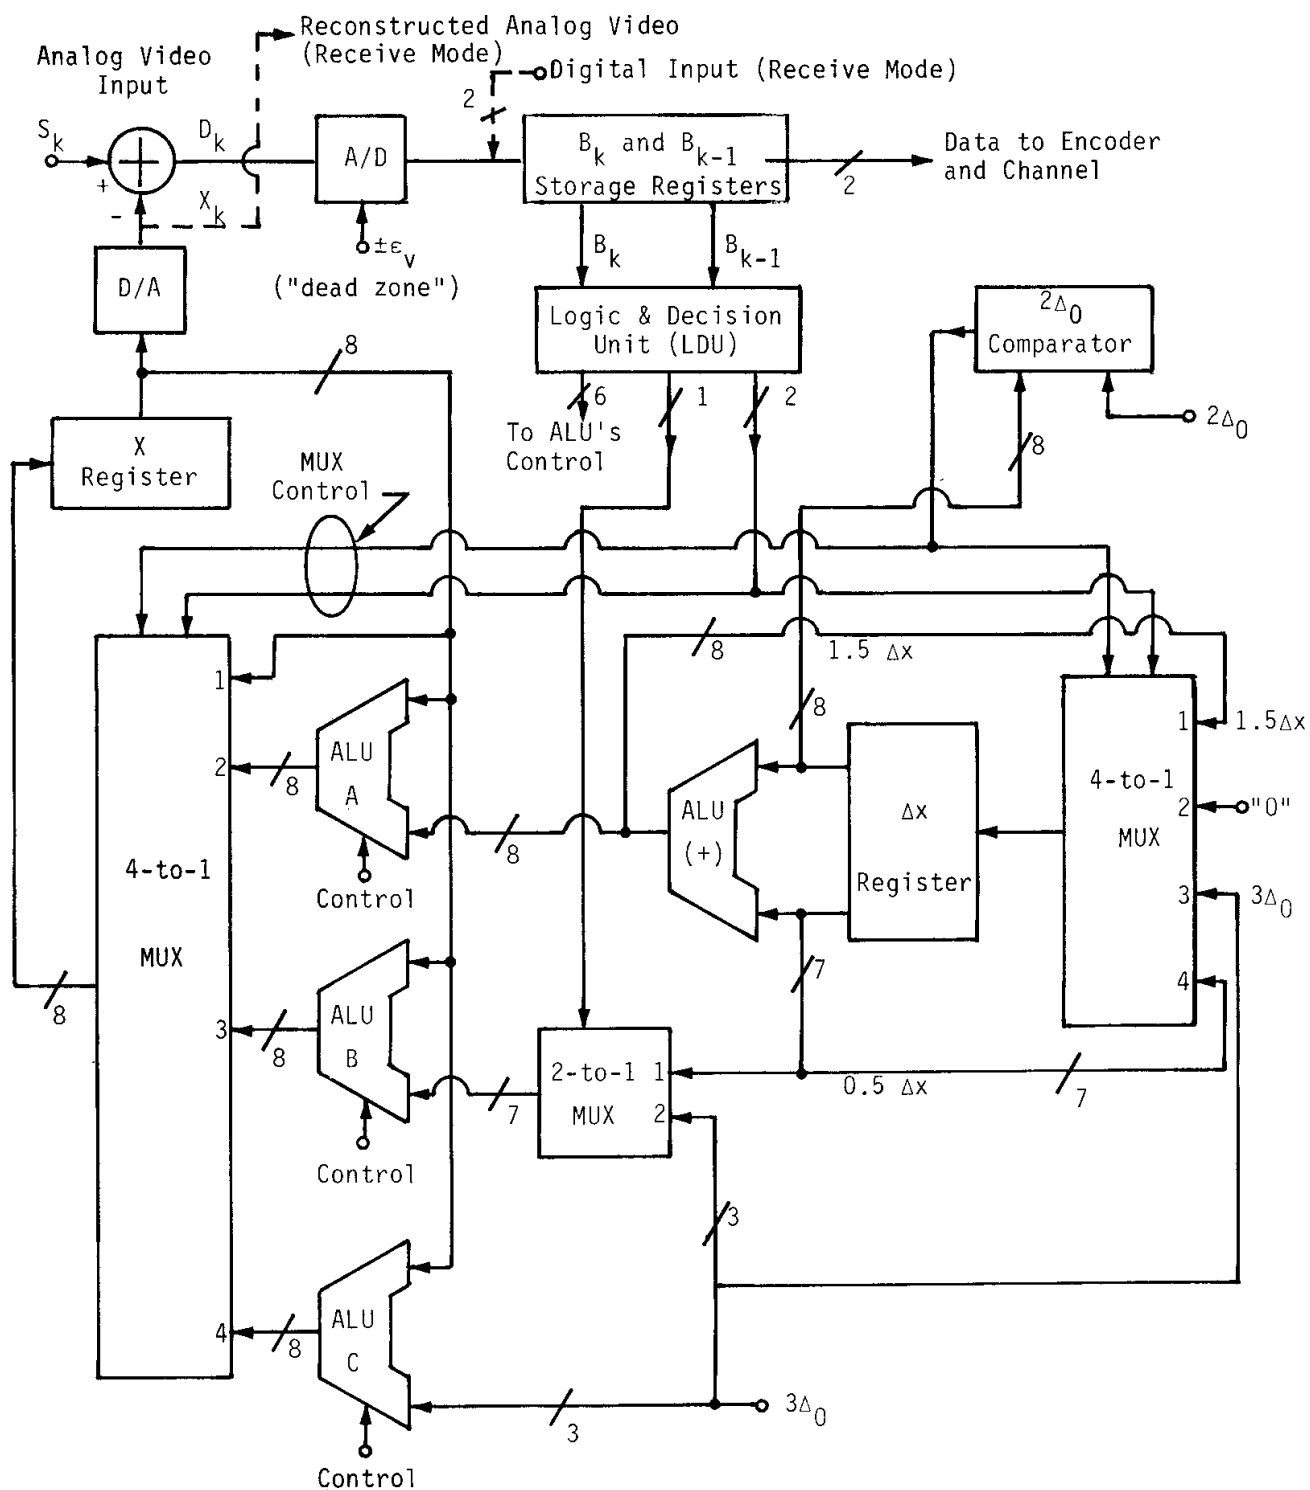 Reconstructed Analog Video
(Receive Mode)
Analog Video
Input
Digital Input (Receive Mode)
2
S_k
+
-
D_k
X_k
A/D
B_k and B_k-1
Storage Registers
2
Data to Encoder
and Channel
±ε_v
("dead zone")
B_k
B_k-1
D/A
Logic & Decision
Unit (LDU)
2Δ_0
Comparator
8
6
1
2
To ALU's
Control
8
2Δ_0
X
Register
MUX
Control
8
1.5 Δx
1
8
1
1.5Δx
ALU
A
2
8
ALU
(+)
Δx
Register
4-to-1
MUX
2
"0"
8
Control
3
3Δ_0
4-to-1
MUX
7
4
8
ALU
B
3
8
2-to-1
MUX
1
2
0.5 Δx
7
7
Control
3
ALU
C
4
8
3
3Δ_0
Control